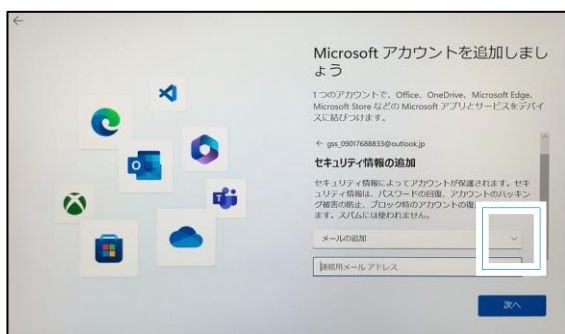 Microsoft アカウントを追加しまし
ょう
1 つのアカウントで、Office、OneDrive、Microsoft Edge、
Microsoft Store などの Microsoft アプリとサービスをデバイ
スに結びつけます。
← gss_09017688833@outlook.jp
セキュリティ情報の追加
セキュリティ情報によってアカウントが保護されます。セキ
ュリティ情報は、パスワードの回復、アカウントのハッキン
グ被害の防止、ブロック時のアカウントの復
ます。スパムには使われません。
メールの追加
連絡用メール アドレス
次へ